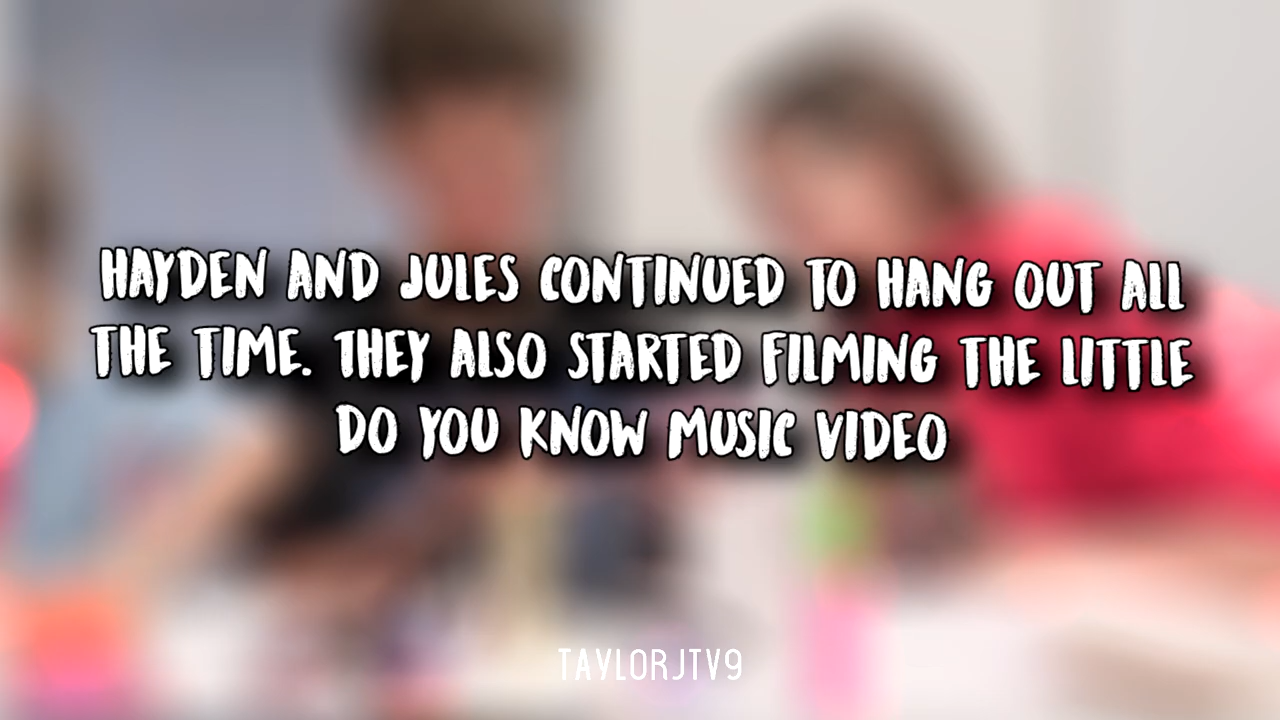 HAYDEN AND JULES CONTINUED TO HANG OUT ALL
THE TIME. THEY ALSO STARTED FILMING THE LITTLE
DO YOU KNOW MUSIC VIDEO
TAYLORJTV9